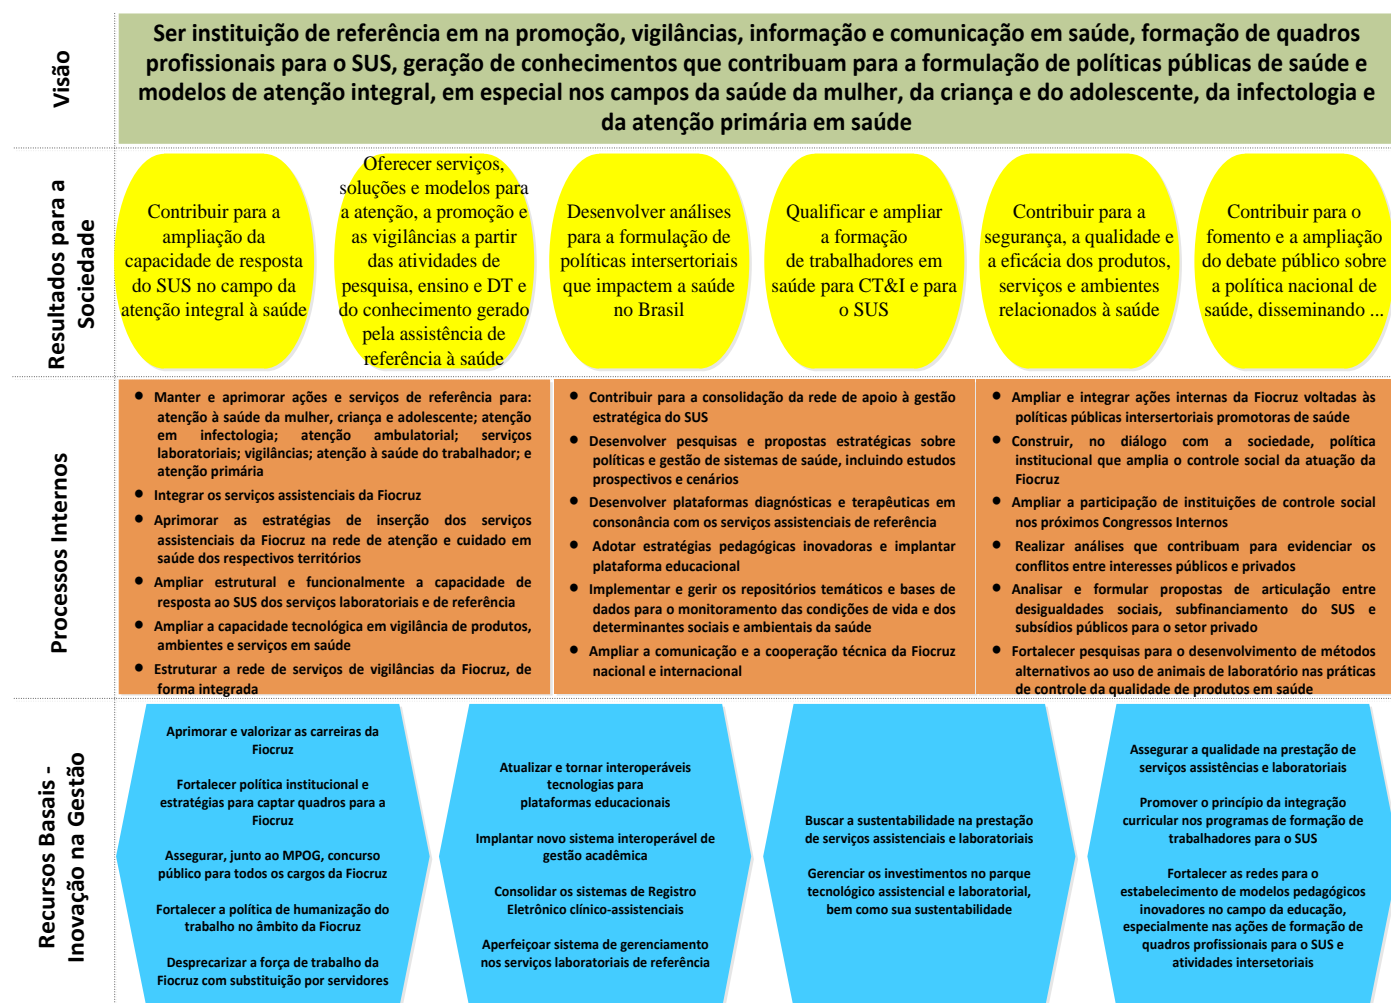 Visão
Ser instituição de referência em na promoção, vigilâncias, informação e comunicação em saúde, formação de quadros
profissionais para o SUS, geração de conhecimentos que contribuam para a formulação de políticas públicas de saúde e
modelos de atenção integral, em especial nos campos da saúde da mulher, da criança e do adolescente, da infectologia e
da atenção primária em saúde
Resultados para a
Sociedade
Contribuir para a
ampliação da
capacidade de resposta
do SUS no campo da
atenção integral à saúde
Oferecer serviços,
soluções e modelos para
a atenção, a promoção e
as vigilâncias a partir
das atividades de
pesquisa, ensino e DT e
do conhecimento gerado
pela assistência de
referência à saúde
Desenvolver análises
para a formulação de
políticas intersertoriais
que impactem a saúde
no Brasil
Qualificar e ampliar
a formação
de trabalhadores em
saúde para CT&I e para
o SUS
Contribuir para a
segurança, a qualidade e
a eficácia dos produtos,
serviços e ambientes
relacionados à saúde
Contribuir para o
fomento e a ampliação
do debate público sobre
a política nacional de
saúde, disseminando ...
Processos Internos
● Manter e aprimorar ações e serviços de referência para:
atenção à saúde da mulher, criança e adolescente; atenção
em infectologia; atenção ambulatorial; serviços
laboratoriais; vigilâncias; atenção à saúde do trabalhador; e
atenção primária
● Integrar os serviços assistenciais da Fiocruz
● Aprimorar as estratégias de inserção dos serviços
assistenciais da Fiocruz na rede de atenção e cuidado em
saúde dos respectivos territórios
● Ampliar estrutural e funcionalmente a capacidade de
resposta ao SUS dos serviços laboratoriais e de referência
● Ampliar a capacidade tecnológica em vigilância de produtos,
ambientes e serviços em saúde
● Estruturar a rede de serviços de vigilâncias da Fiocruz, de
forma integrada
● Contribuir para a consolidação da rede de apoio à gestão
estratégica do SUS
● Desenvolver pesquisas e propostas estratégicas sobre
políticas e gestão de sistemas de saúde, incluindo estudos
prospectivos e cenários
● Desenvolver plataformas diagnósticas e terapêuticas em
consonância com os serviços assistenciais de referência
● Adotar estratégias pedagógicas inovadoras e implantar
plataforma educacional
● Implementar e gerir os repositórios temáticos e bases de
dados para o monitoramento das condições de vida e dos
determinantes sociais e ambientais da saúde
● Ampliar a comunicação e a cooperação técnica da Fiocruz
nacional e internacional
● Ampliar e integrar ações internas da Fiocruz voltadas às
políticas públicas intersertoriais promotoras de saúde
● Construir, no diálogo com a sociedade, política
institucional que amplia o controle social da atuação da
Fiocruz
● Ampliar a participação de instituições de controle social
nos próximos Congressos Internos
● Realizar análises que contribuam para evidenciar os
conflitos entre interesses públicos e privados
● Analisar e formular propostas de articulação entre
desigualdades sociais, subfinanciamento do SUS e
subsídios públicos para o setor privado
● Fortalecer pesquisas para o desenvolvimento de métodos
alternativos ao uso de animais de laboratório nas práticas
de controle da qualidade de produtos em saúde
Recursos Basais -
Inovação na Gestão
Aprimorar e valorizar as carreiras da
Fiocruz
Fortalecer política institucional e
estratégias para captar quadros para a
Fiocruz
Assegurar, junto ao MPOG, concurso
público para todos os cargos da Fiocruz
Fortalecer a política de humanização do
trabalho no âmbito da Fiocruz
Desprecarizar a força de trabalho da
Fiocruz com substituição por servidores
Atualizar e tornar interoperáveis
tecnologias para
plataformas educacionais
Implantar novo sistema interoperável de
gestão acadêmica
Consolidar os sistemas de Registro
Eletrônico clínico-assistenciais
Aperfeiçoar sistema de gerenciamento
nos serviços laboratoriais de referência
Buscar a sustentabilidade na prestação
de serviços assistenciais e laboratoriais
Gerenciar os investimentos no parque
tecnológico assistencial e laboratorial,
bem como sua sustentabilidade
Assegurar a qualidade na prestação de
serviços assistências e laboratoriais
Promover o princípio da integração
curricular nos programas de formação de
trabalhadores para o SUS
Fortalecer as redes para o
estabelecimento de modelos pedagógicos
inovadores no campo da educação,
especialmente nas ações de formação de
quadros profissionais para o SUS e
atividades intersetoriais